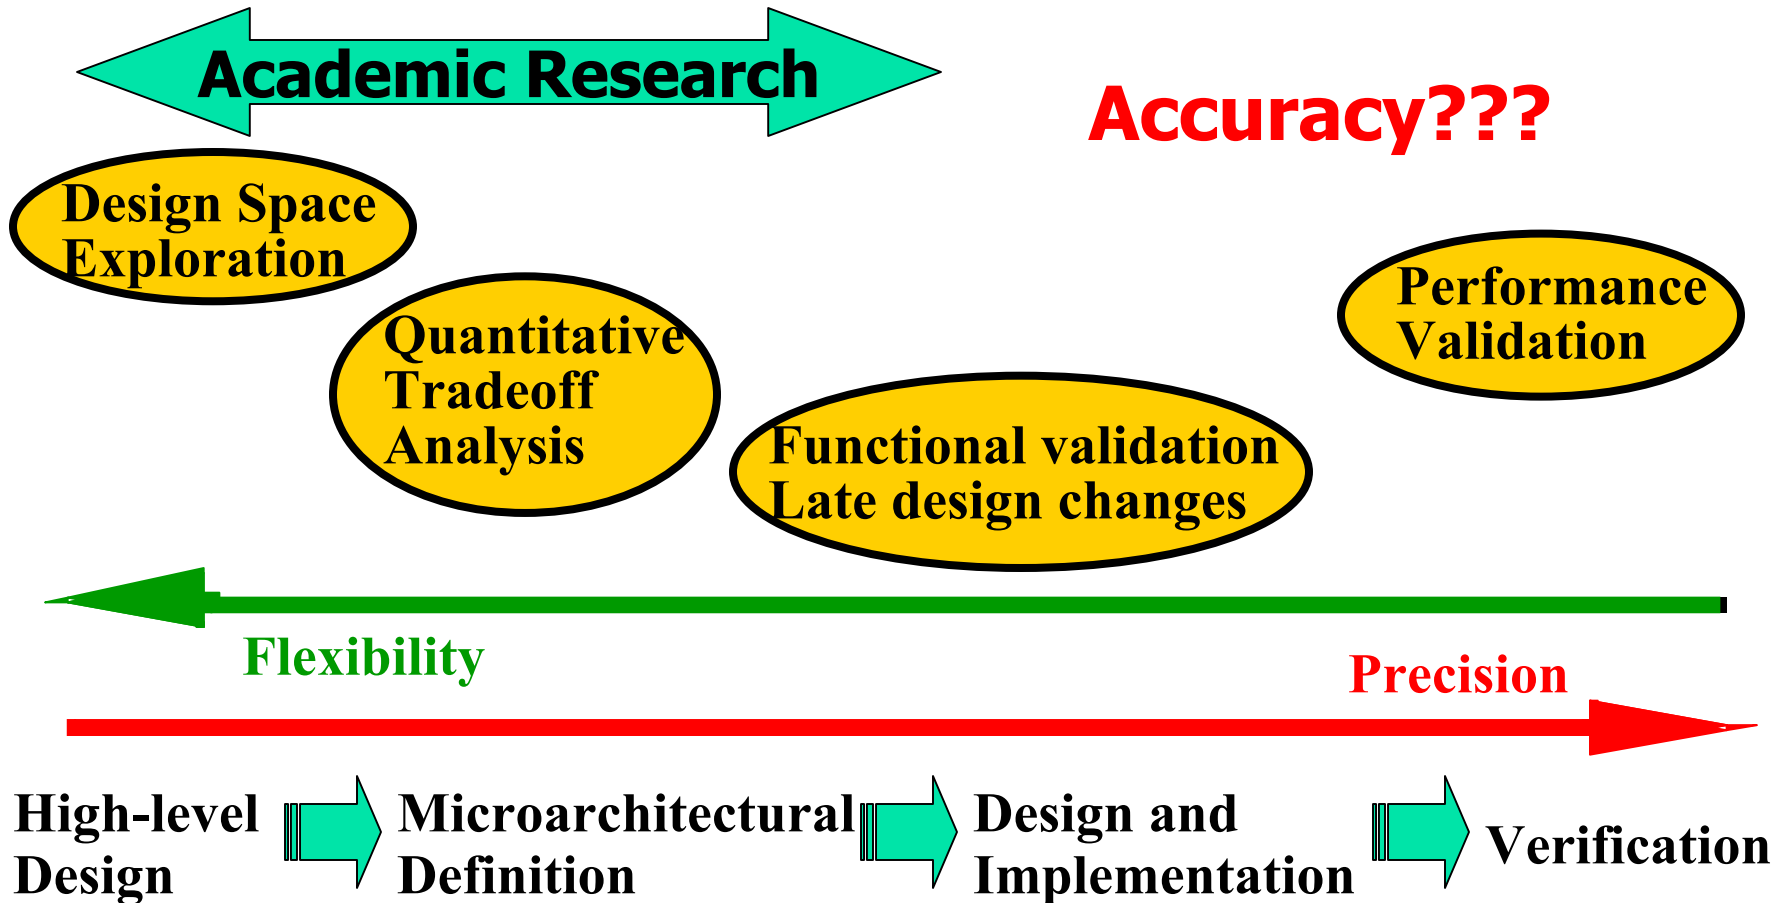 Academic Research
Accuracy???
Design Space
Exploration
Quantitative
Tradeoff
Analysis
Functional validation
Late design changes
Performance
Validation
Flexibility
Precision
High-level
Design
Microarchitectural
Definition
Design and
Implementation
Verification